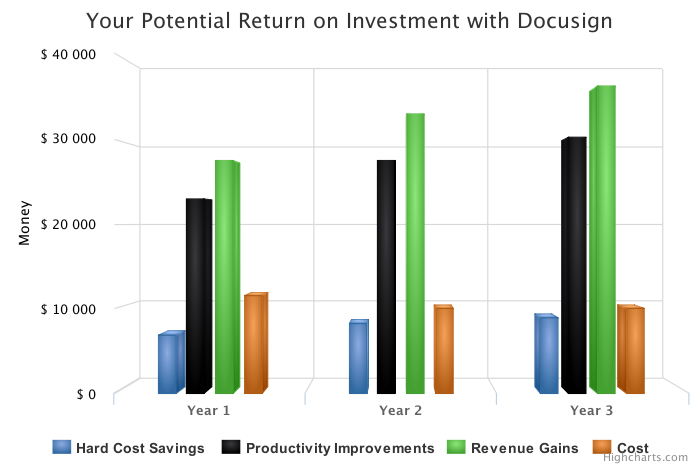 Your Potential Return on Investment with Docusign
$ 40 000
$ 30 000
$ 20 000
$ 10 000
$ 0
Money
Year 1
Year 2
Year 3
Hard Cost Savings
Productivity Improvements
Revenue Gains
Cost
Highcharts.com